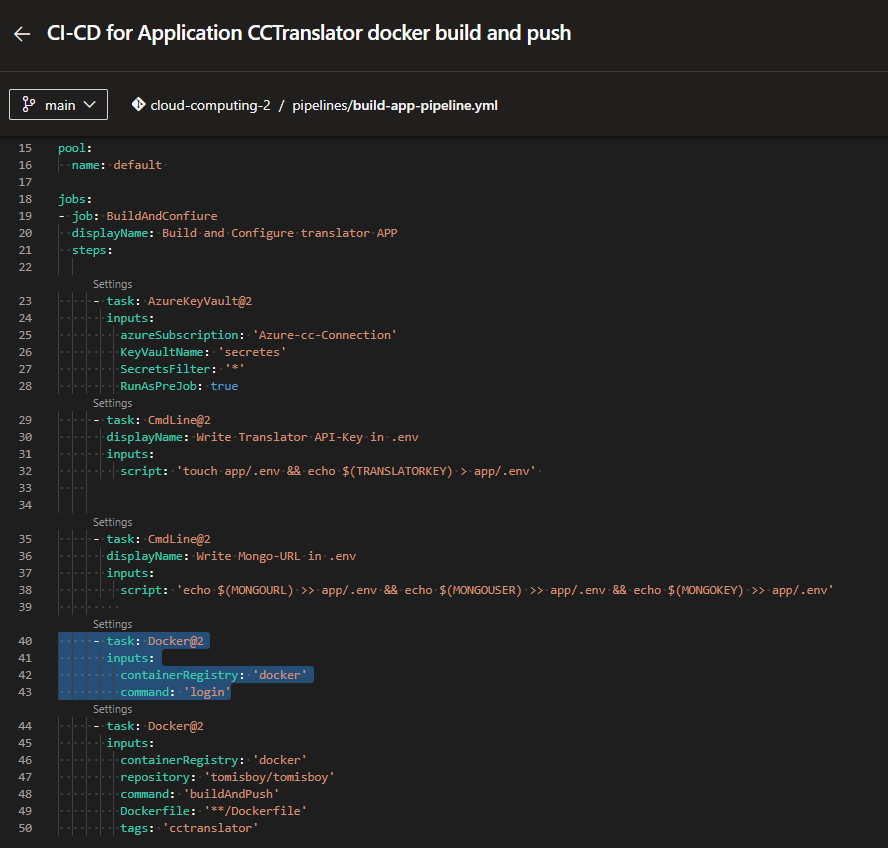 CI-CD for Application CCTranslator docker build and push
main cloud-computing-2 / pipelines/build-app-pipeline.yml
15 pool:
16   name: default
17
18 jobs:
19 - job: BuildAndConfiure
20   displayName: Build and Configure translator APP
21   steps:
22
Settings
23     - task: AzureKeyVault@2
24       inputs:
25         azureSubscription: 'Azure-cc-Connection'
26         KeyVaultName: 'secretes'
27         SecretsFilter: '*'
28         RunAsPreJob: true
Settings
29     - task: CmdLine@2
30       displayName: Write Translator API-Key in .env
31       inputs:
32         script: 'touch app/.env && echo $(TRANSLATORKEY) > app/.env'
33
34
Settings
35     - task: CmdLine@2
36       displayName: Write Mongo-URL in .env
37       inputs:
38         script: 'echo $(MONGOURL) >> app/.env && echo $(MONGOUSER) >> app/.env && echo $(MONGOKEY) >> app/.env'
39
Settings
40     - task: Docker@2
41       inputs:
42         containerRegistry: 'docker'
43         command: 'login'
Settings
44     - task: Docker@2
45       inputs:
46         containerRegistry: 'docker'
47         repository: 'tomisboy/tomisboy'
48         command: 'buildAndPush'
49         Dockerfile: '**/Dockerfile'
50         tags: 'cctranslator'